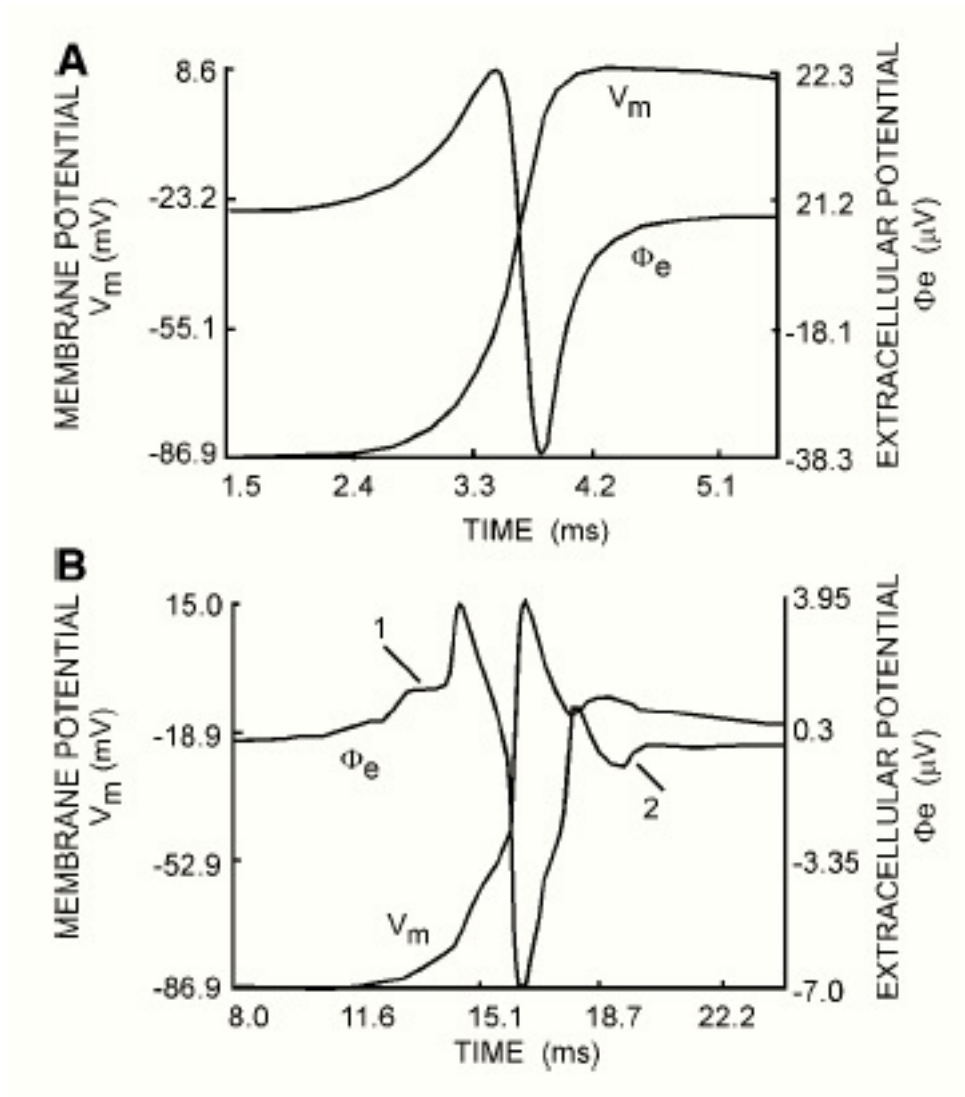 A
MEMBRANE POTENTIAL
Vm (mV)
8.6
-23.2
-55.1
-86.9
Vm
Φe
22.3
21.2
-18.1
-38.3
EXTRACELLULAR POTENTIAL
Φe (μV)
1.5 2.4 3.3 4.2 5.1
TIME (ms)
B
MEMBRANE POTENTIAL
Vm (mV)
15.0
-18.9
-52.9
-86.9
1
Φe
Vm
2
3.95
0.3
-3.35
-7.0
EXTRACELLULAR POTENTIAL
Φe (μV)
8.0 11.6 15.1 18.7 22.2
TIME (ms)